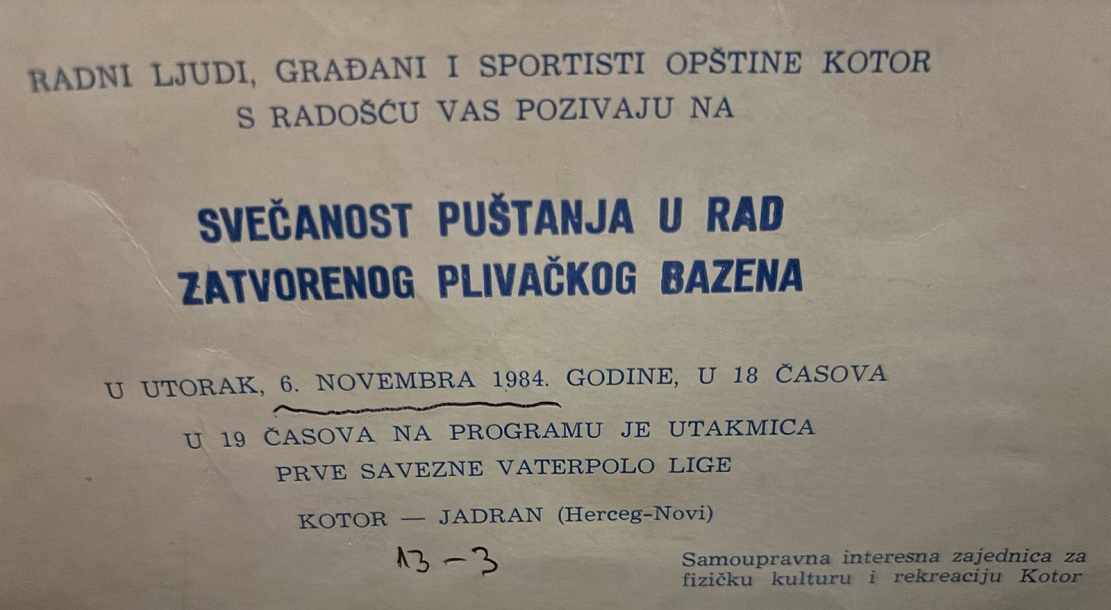 RADNI LJUDI, GRAĐANI I SPORTISTI OPŠTINE KOTOR
S RADOŠĆU VAS POZIVAJU NA
SVEČANOST PUŠTANJA U RAD
ZATVORENOG PLIVAČKOG BAZENA
U UTORAK, 6. NOVEMBRA 1984. GODINE, U 18 ČASOVA
U 19 ČASOVA NA PROGRAMU JE UTAKMICA
PRVE SAVEZNE VATERPOLO LIGE
KOTOR — JADRAN (Herceg-Novi)
13 – 3
Samoupravna interesna zajednica za
fizičku kulturu i rekreaciju Kotor